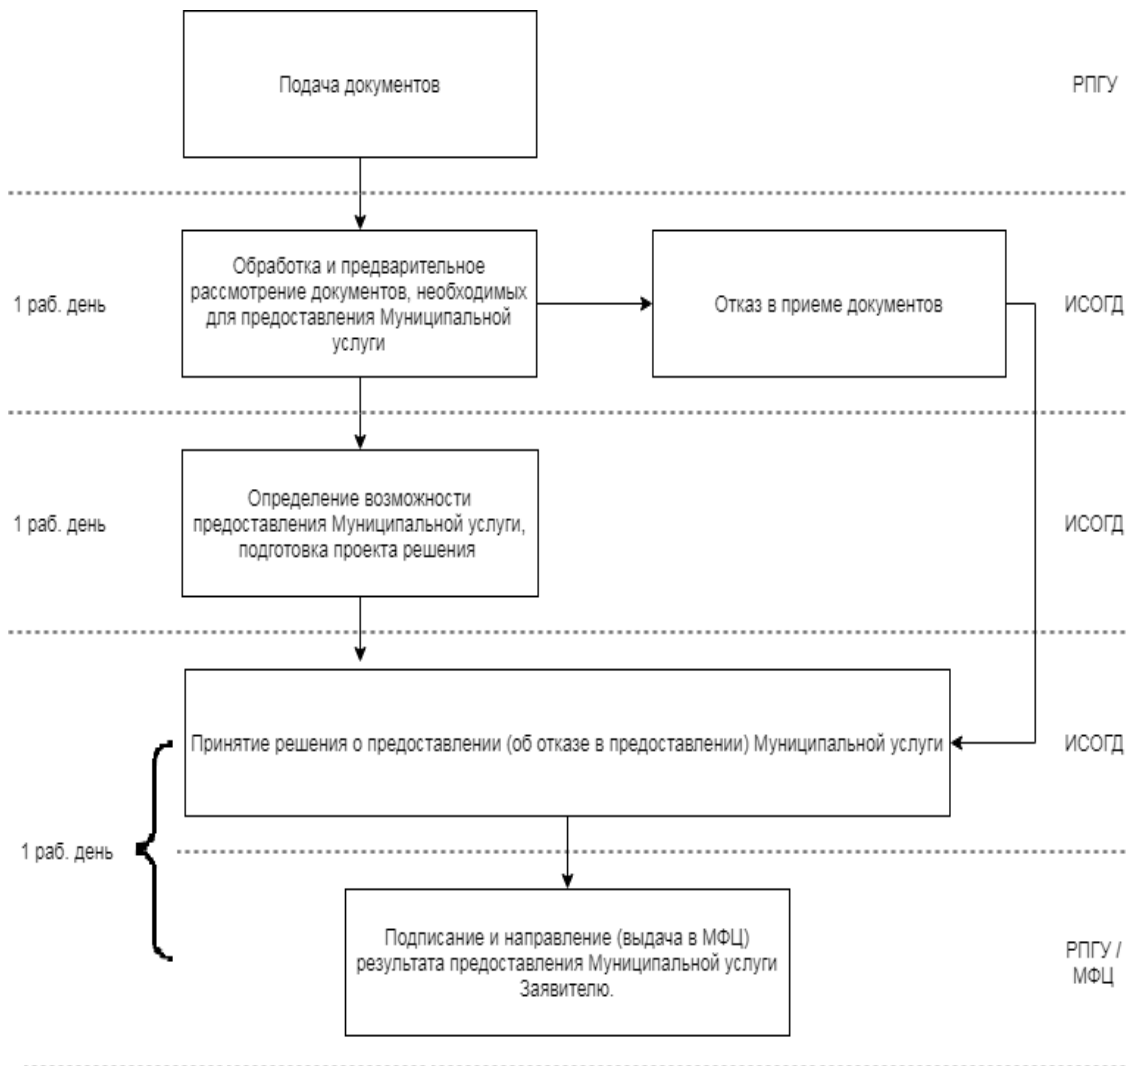 Подача документов
РПГУ
1 раб. день
Обработка и предварительное
рассмотрение документов, необходимых
для предоставления Муниципальной
услуги
Отказ в приеме документов
ИСОГД
1 раб. день
Определение возможности
предоставления Муниципальной услуги,
подготовка проекта решения
ИСОГД
Принятие решения о предоставлении (об отказе в предоставлении) Муниципальной услуги
ИСОГД
1 раб. день
Подписание и направление (выдача в МФЦ)
результата предоставления Муниципальной услуги
Заявителю.
РПГУ /
МФЦ